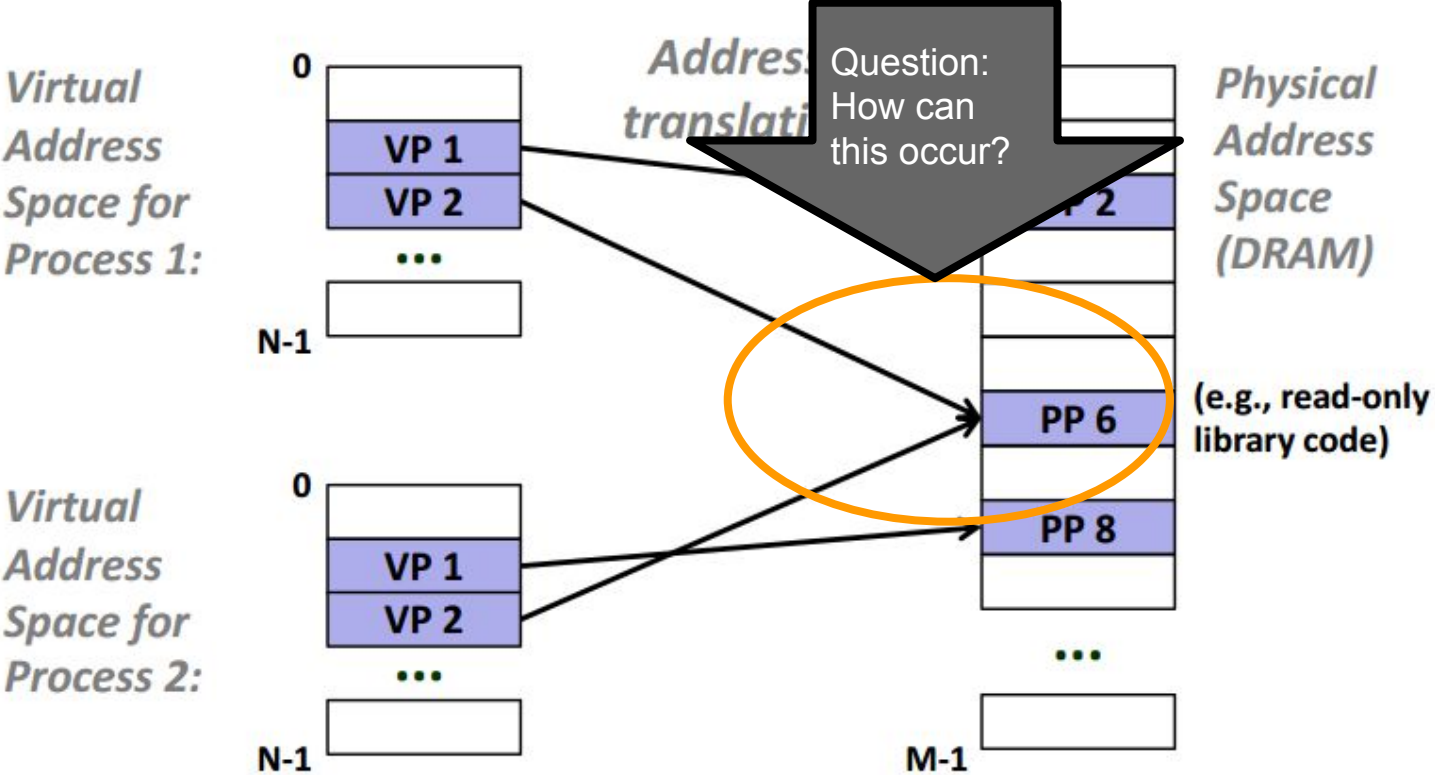 0
Virtual
Address
Space for
Process 1:
VP 1
VP 2
...
N-1
Address
translati
Question:
How can
this occur?
Physical
Address
Space
(DRAM)
P 2
PP 6
(e.g., read-only
library code)
PP 8
...
M-1
0
Virtual
Address
Space for
Process 2:
VP 1
VP 2
...
N-1